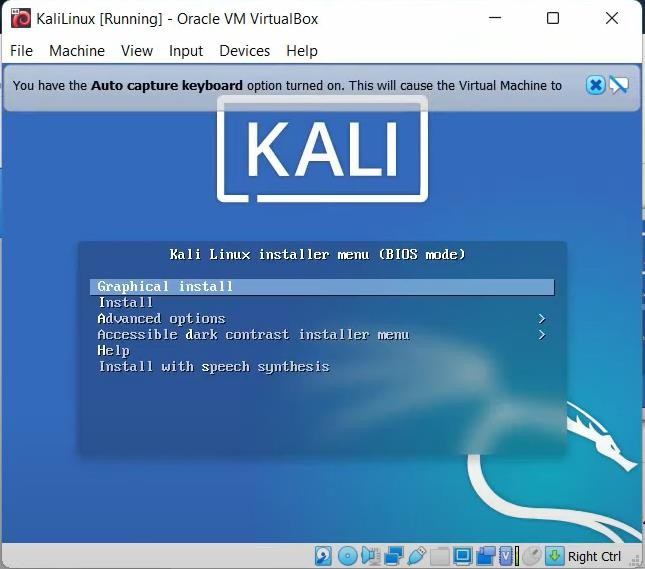 KaliLinux [Running] - Oracle VM VirtualBox
File Machine View Input Devices Help
You have the Auto capture keyboard option turned on. This will cause the Virtual Machine to
KALI
Kali Linux installer menu (BIOS mode)
Graphical install
Install
Advanced options >
Accessible dark contrast installer menu >
Help
Install with speech synthesis
Right Ctrl